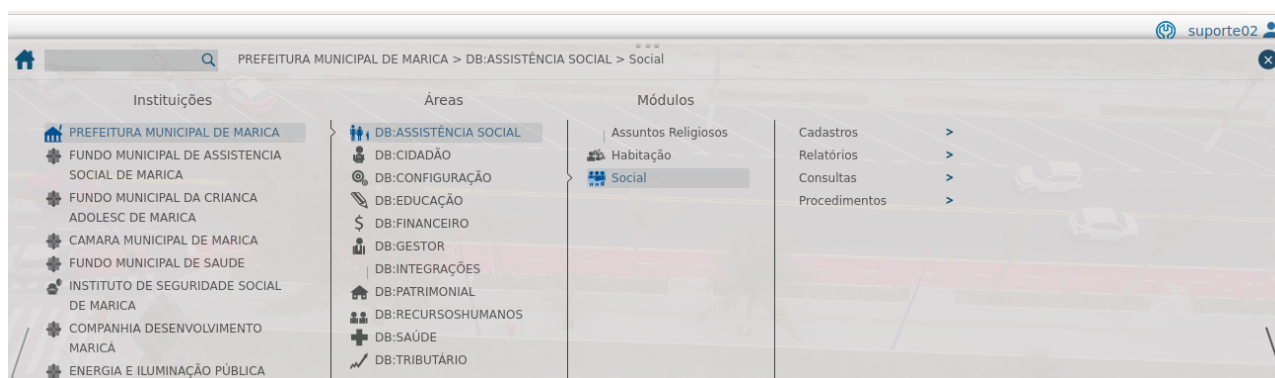 suporte02
PREFEITURA MUNICIPAL DE MARICA > DB:ASSISTÊNCIA SOCIAL > Social
Instituições
PREFEITURA MUNICIPAL DE MARICA
FUNDO MUNICIPAL DE ASSISTENCIA
SOCIAL DE MARICA
FUNDO MUNICIPAL DA CRIANCA
ADOLESC DE MARICA
CAMARA MUNICIPAL DE MARICA
FUNDO MUNICIPAL DE SAUDE
INSTITUTO DE SEGURIDADE SOCIAL
DE MARICA
COMPANHIA DESENVOLVIMENTO
MARICÁ
ENERGIA E ILUMINAÇÃO PÚBLICA
Áreas
DB:ASSISTÊNCIA SOCIAL
DB:CIDADÃO
DB:CONFIGURAÇÃO
DB:EDUCAÇÃO
DB:FINANCEIRO
DB:GESTOR
DB:INTEGRAÇÕES
DB:PATRIMONIAL
DB:RECURSOSHUMANOS
DB:SAÚDE
DB:TRIBUTÁRIO
Módulos
Assuntos Religiosos
Habitação
Social
Cadastros >
Relatórios >
Consultas >
Procedimentos >